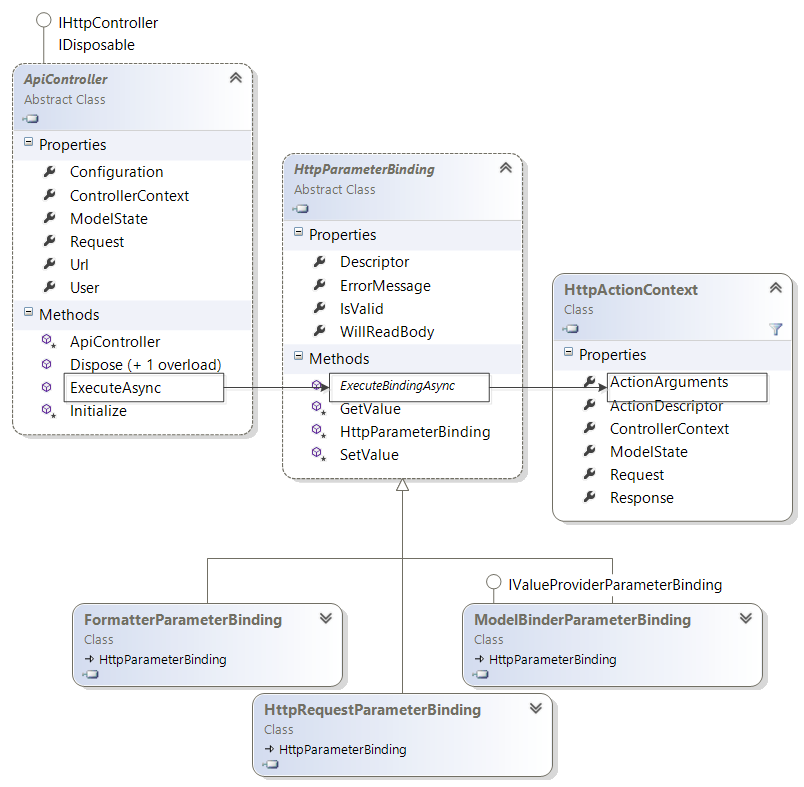 IHttpController
IDisposable
ApiController
Abstract Class
Properties
Configuration
ControllerContext
ModelState
Request
Url
User
Methods
ApiController
Dispose (+ 1 overload)
ExecuteAsync
Initialize
HttpParameterBinding
Abstract Class
Properties
Descriptor
ErrorMessage
IsValid
WillReadBody
Methods
ExecuteBindingAsync
GetValue
HttpParameterBinding
SetValue
HttpActionContext
Class
Properties
ActionArguments
ActionDescriptor
ControllerContext
ModelState
Request
Response
FormatterParameterBinding
Class
HttpParameterBinding
IValueProviderParameterBinding
ModelBinderParameterBinding
Class
HttpParameterBinding
HttpRequestParameterBinding
Class
HttpParameterBinding